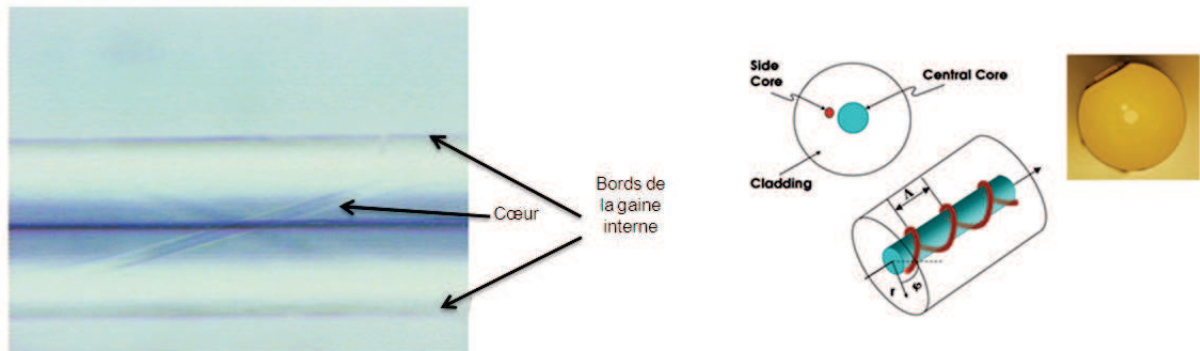 Cœur
Bords de
la gaine
interne
Side
Core
Central Core
Cladding
Λ
r
φ